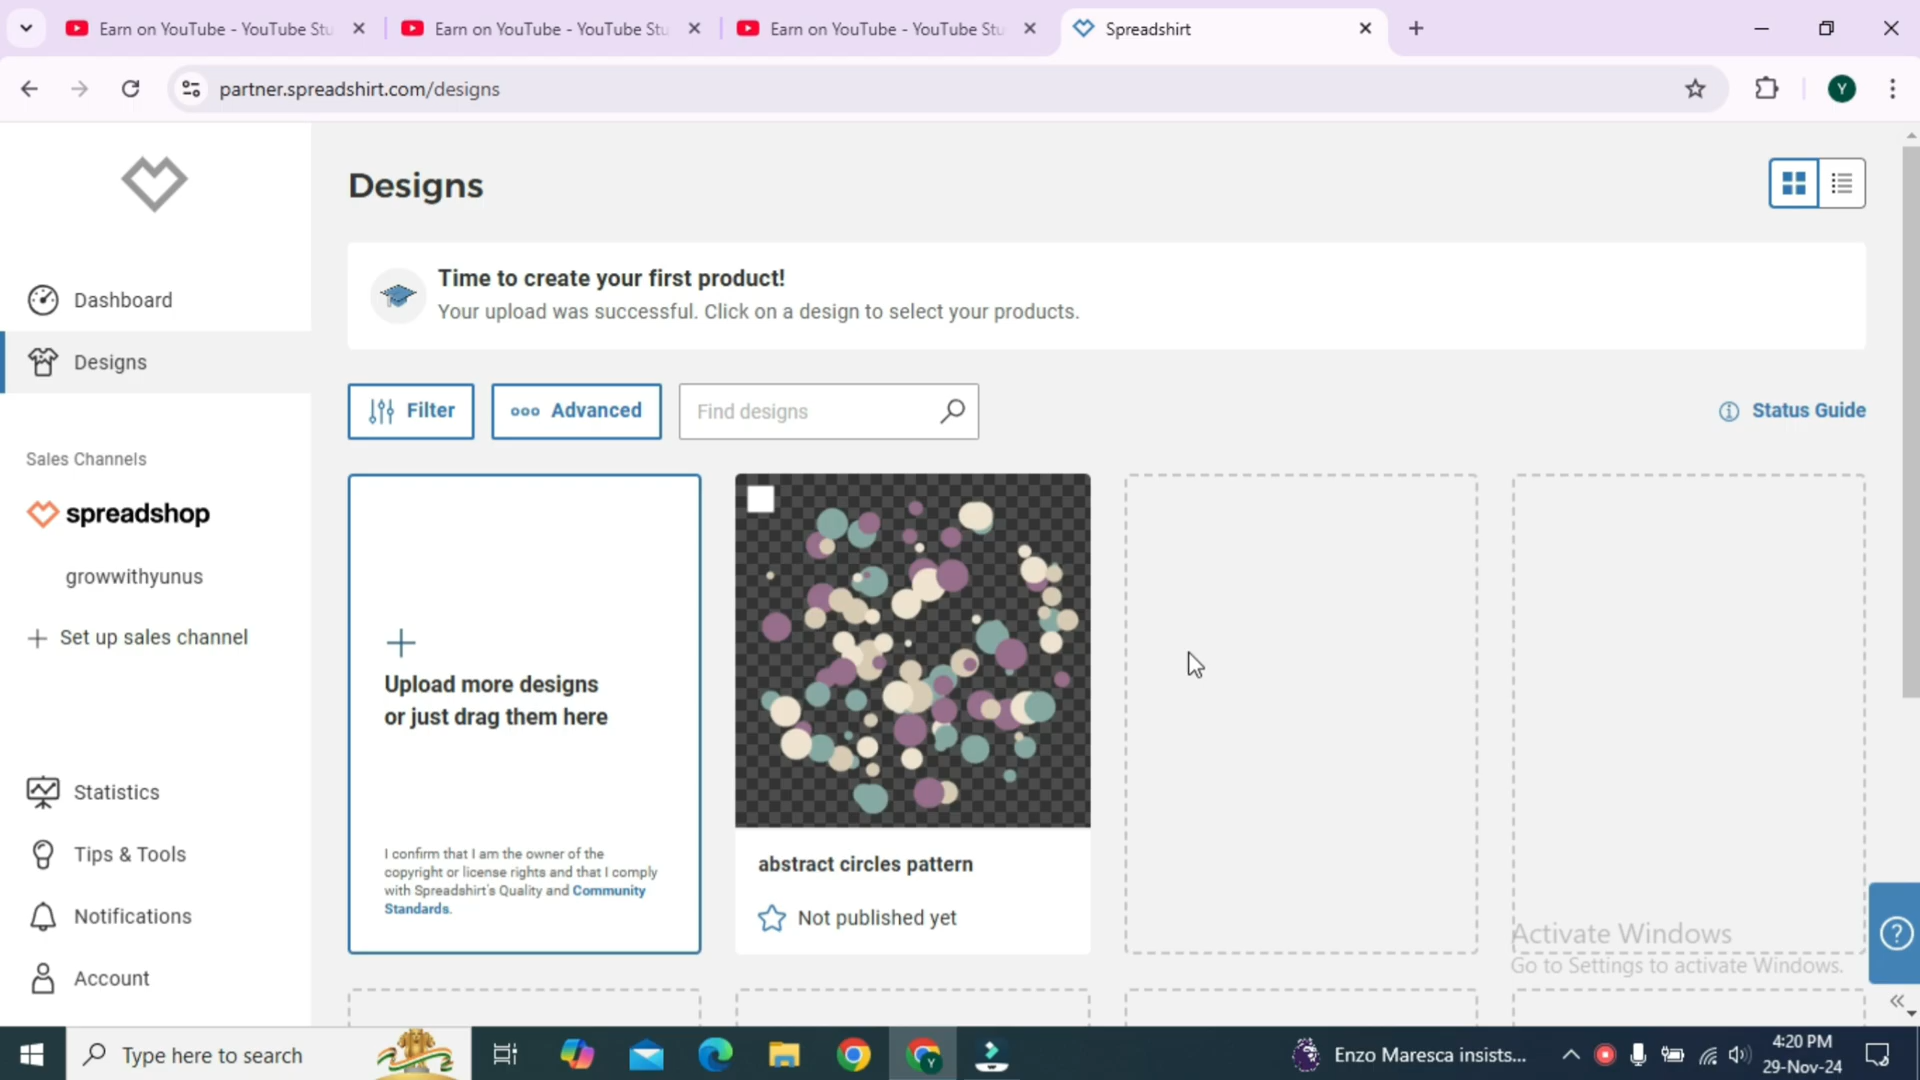 Earn on YouTube - YouTube Stu
Earn on YouTube - YouTube Stu
Earn on YouTube - YouTube Stu
Spreadshirt
partner.spreadshirt.com/designs
Y
Designs
Time to create your first product!
Your upload was successful. Click on a design to select your products.
Dashboard
Designs
Filter
Advanced
Find designs
Status Guide
Sales Channels
spreadshop
growwithyunus
Set up sales channel
Upload more designs
or just drag them here
I confirm that I am the owner of the
copyright or license rights and that I comply
with Spreadshirt's Quality and Community
Standards.
abstract circles pattern
Not published yet
Statistics
Tips & Tools
Notifications
Account
Activate Windows
Go to Settings to activate Windows.
Type here to search
Enzo Maresca insists...
4:20 PM
29-Nov-24